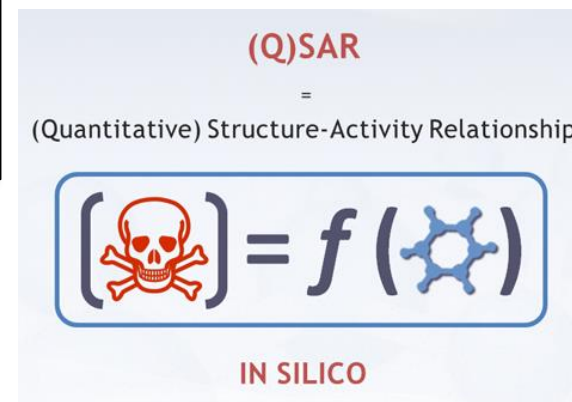 (Q)SAR
=
(Quantitative) Structure-Activity Relationship
[ ] = f ( )
IN SILICO